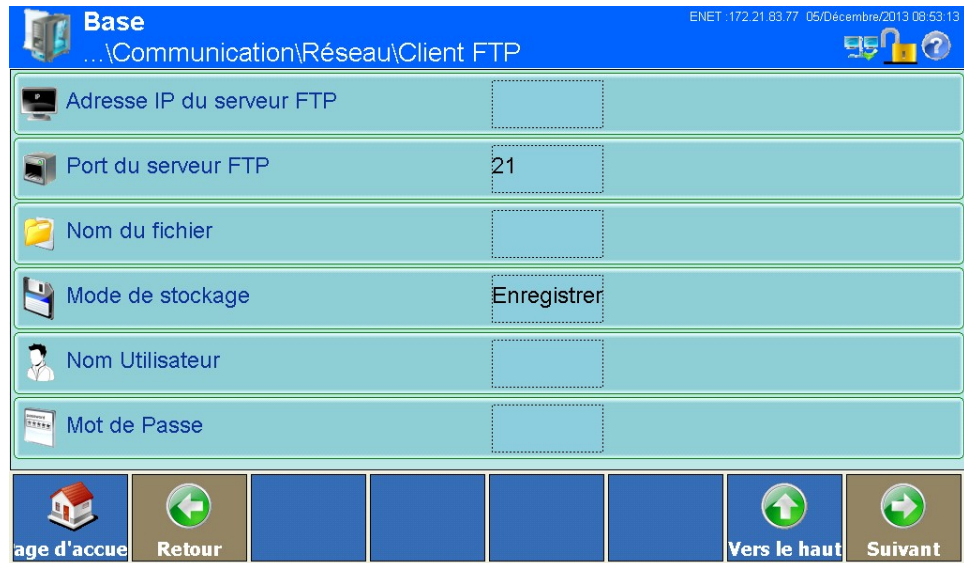 Base
ENET :172.21.83.77 05/Décembre/2013 08:53:13
...\Communication\Réseau\Client FTP
Adresse IP du serveur FTP
Port du serveur FTP 21
Nom du fichier
Mode de stockage Enregistrer
Nom Utilisateur
Mot de Passe
age d'accue Retour Vers le haut Suivant